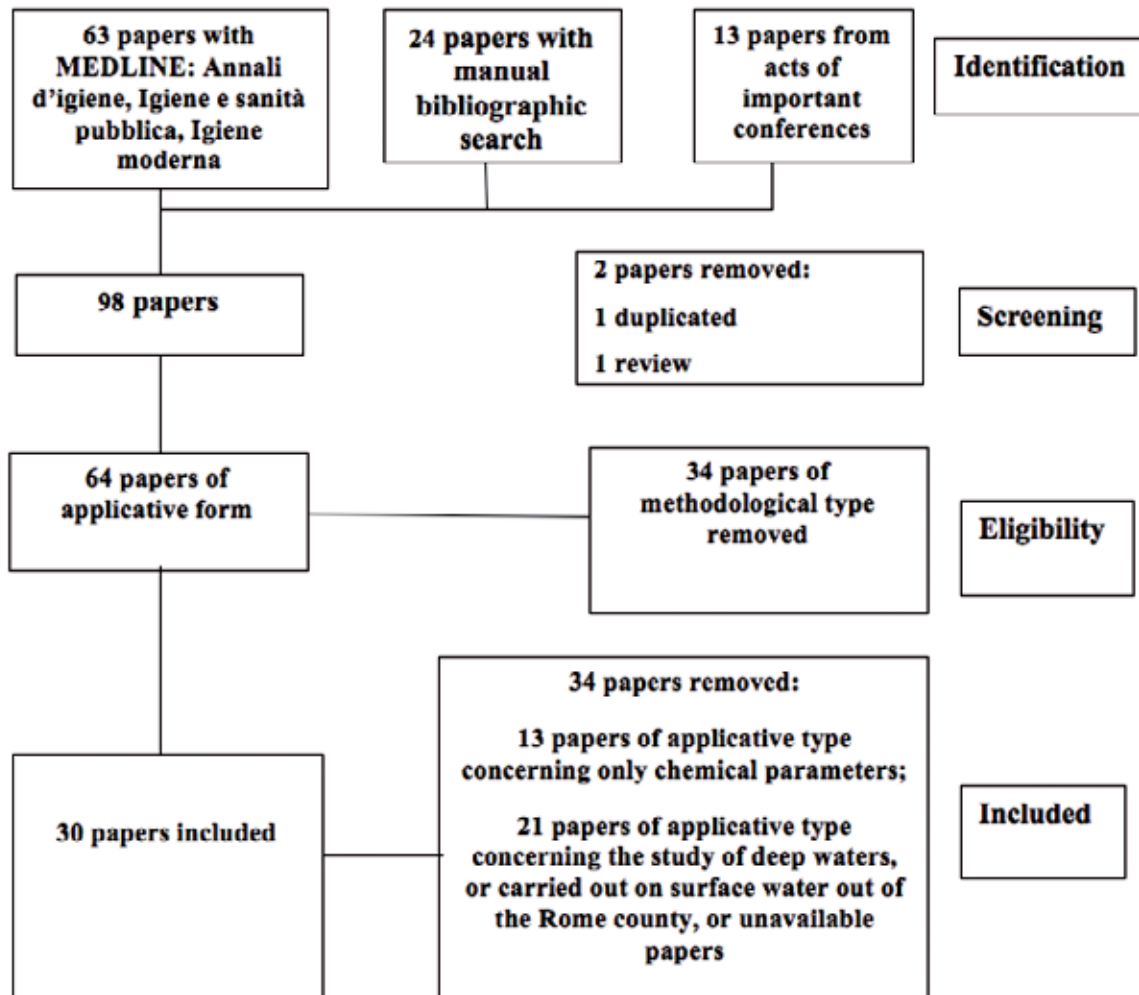 63 papers with
MEDLINE: Annali
d'igiene, Igiene e sanità
pubblica, Igiene
moderna
24 papers with
manual
bibliographic
search
13 papers from
acts of
important
conferences
Identification
98 papers
2 papers removed:
1 duplicated
1 review
Screening
64 papers of
applicative form
34 papers of
methodological type
removed
Eligibility
30 papers included
34 papers removed:
13 papers of applicative type
concerning only chemical parameters;
21 papers of applicative type
concerning the study of deep waters,
or carried out on surface water out of
the Rome county, or unavailable
papers
Included